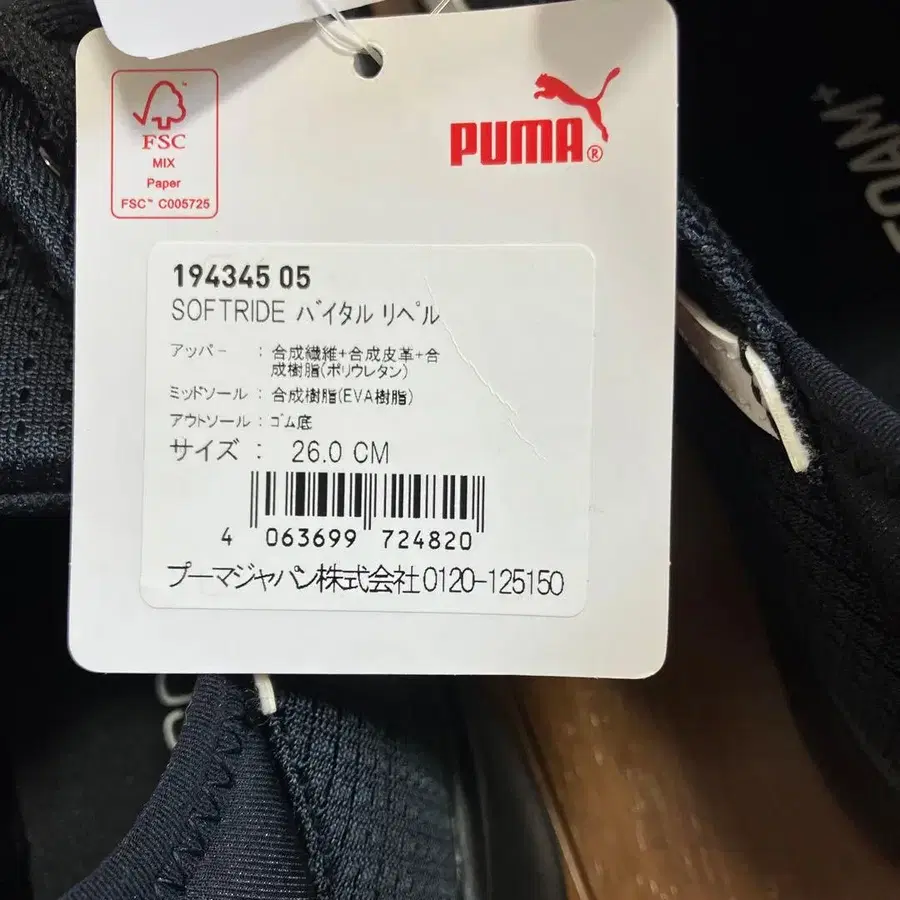 FSC
MIX
Paper
FSC™ C005725
PUMA®
194345 05
SOFTRIDE バイタル リペル
アッパー : 合成繊維+合成皮革+合
成樹脂(ポリウレタン)
ミッドソール : 合成樹脂(EVA樹脂)
アウトソール : ゴム底
サイズ : 26.0 CM
4 063699 724820
プーマジャパン株式会社0120-125150